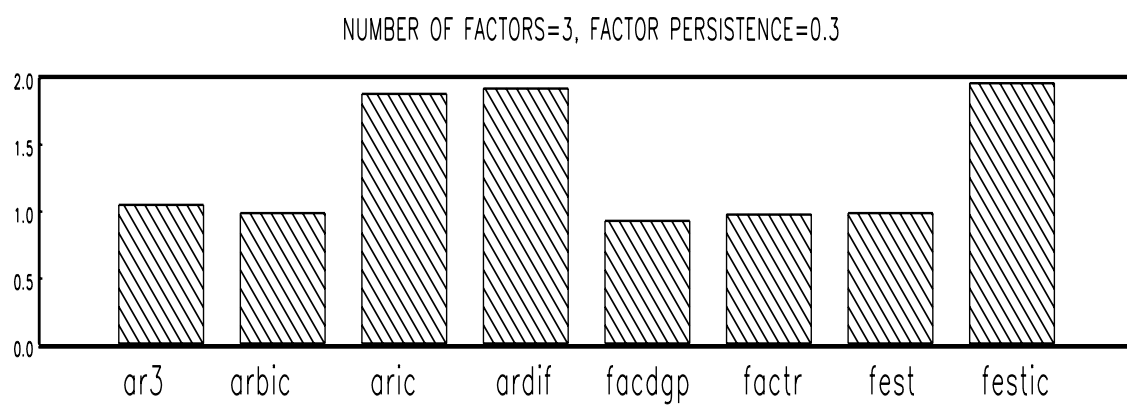 NUMBER OF FACTORS=3, FACTOR PERSISTENCE=0.3
2.0
1.5
1.0
0.5
0.0
ar3 arbic aric ardif facdgp factr fest festic